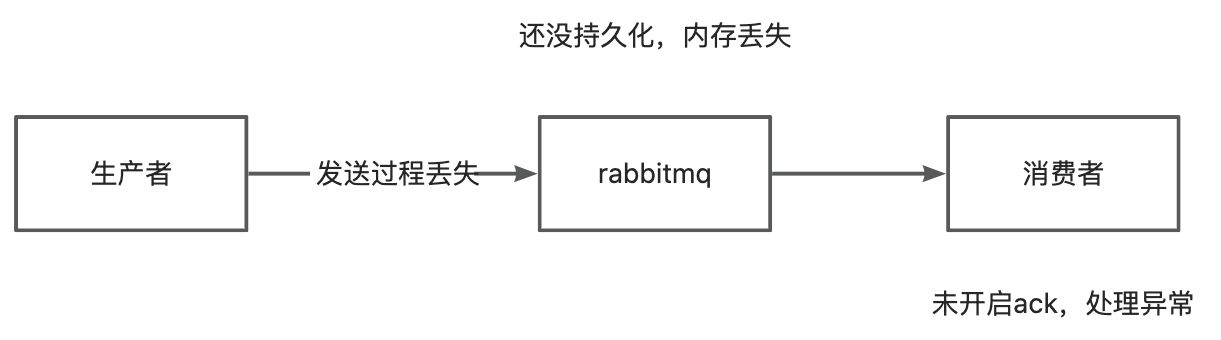 还没持久化，内存丢失
生产者
发送过程丢失
rabbitmq
消费者
未开启ack，处理异常